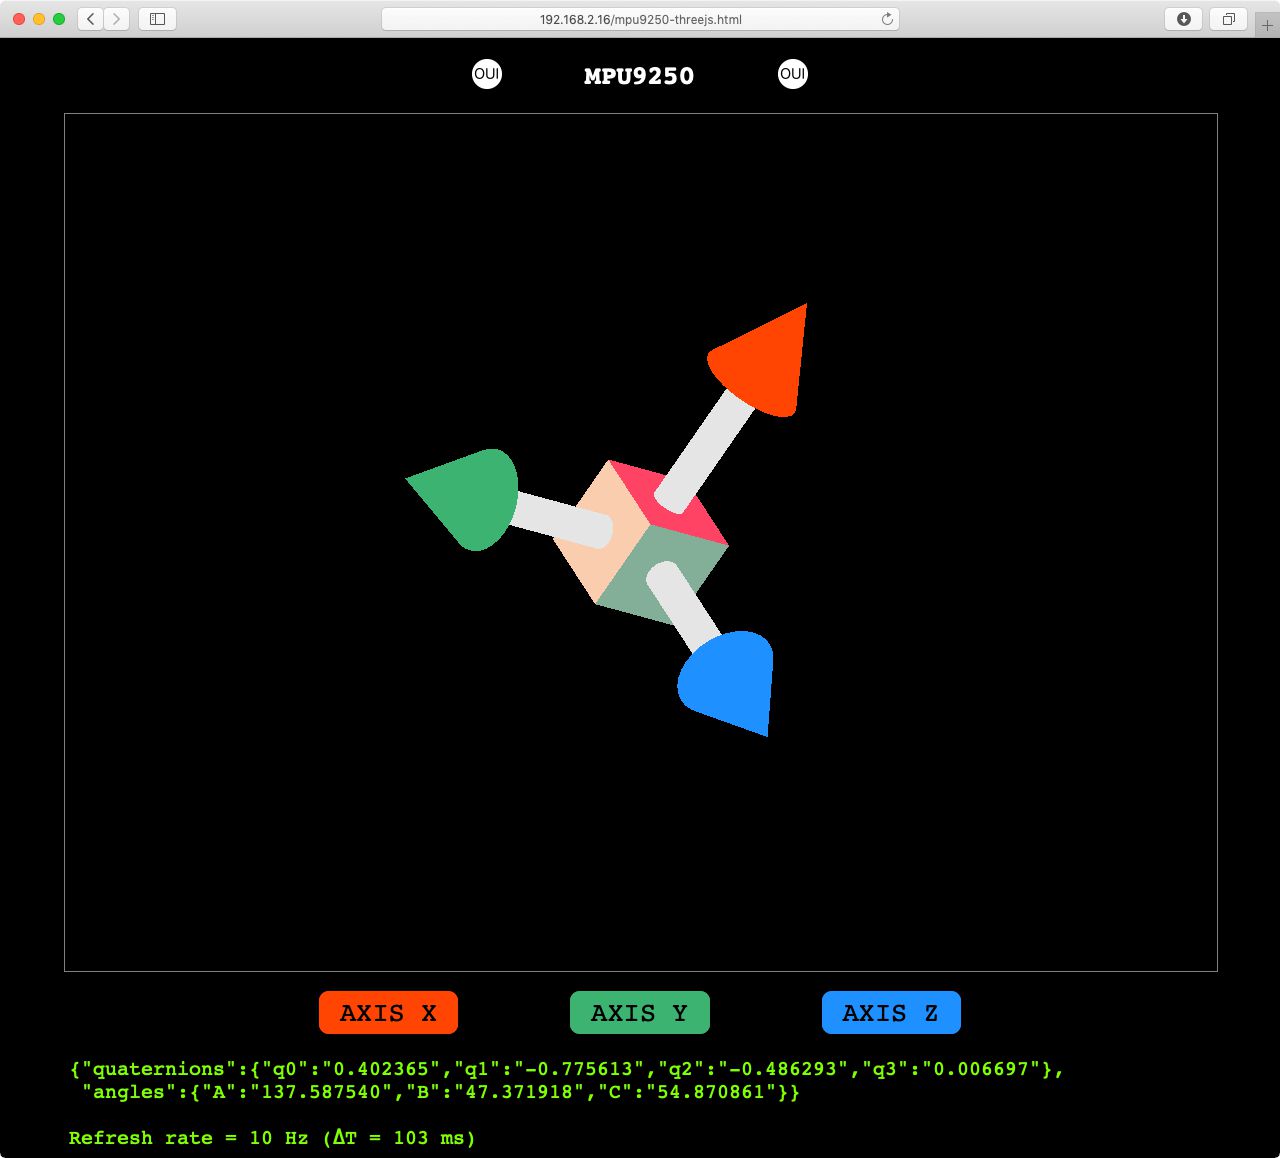 192.168.2.16/mpu9250-threejs.html
OUI MPU9250 OUI
AXIS X AXIS Y AXIS Z
{"quaternions":{"q0":"0.402365","q1":"-0.775613","q2":"-0.486293","q3":"0.006697"},
"angles":{"A":"137.587540","B":"47.371918","C":"54.870861"}}
Refresh rate = 10 Hz (ΔT = 103 ms)